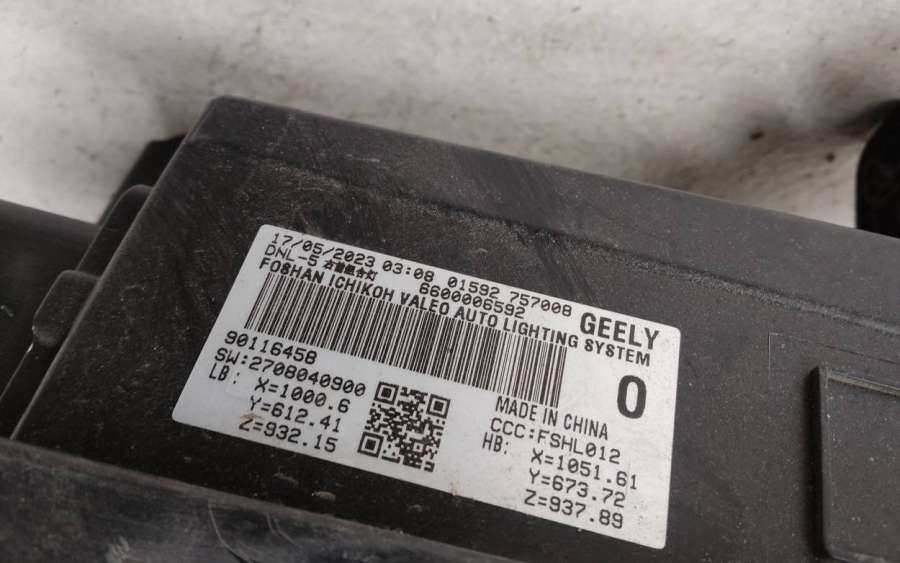 17/05/2023 03:08 01592 757008
DNL-5 6600006592
FOSHAN ICHIKOH VALEO AUTO LIGHTING SYSTEM
GEELY
0
90116458
SW:2708040900
LB: X=1000.6
Y=612.41
Z=932.15
MADE IN CHINA
CCC:FSHL012
HB: X=1051.61
Y=673.72
Z=937.89